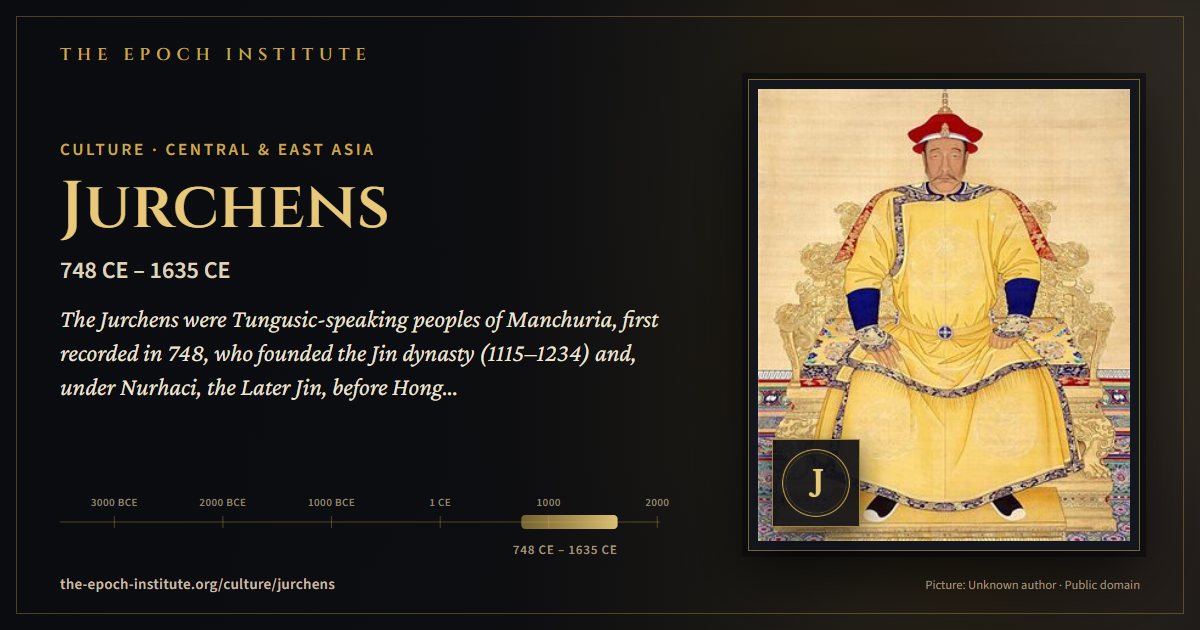 THE EPOCH INSTITUTE
CULTURE · CENTRAL & EAST ASIA
JURCHENS
748 CE – 1635 CE
The Jurchens were Tungusic-speaking peoples of Manchuria, first
recorded in 748, who founded the Jin dynasty (1115–1234) and,
under Nurhaci, the Later Jin, before Hong...
3000 BCE 2000 BCE 1000 BCE 1 CE 1000 2000
748 CE – 1635 CE
the-epoch-institute.org/culture/jurchens
J
Picture: Unknown author · Public domain